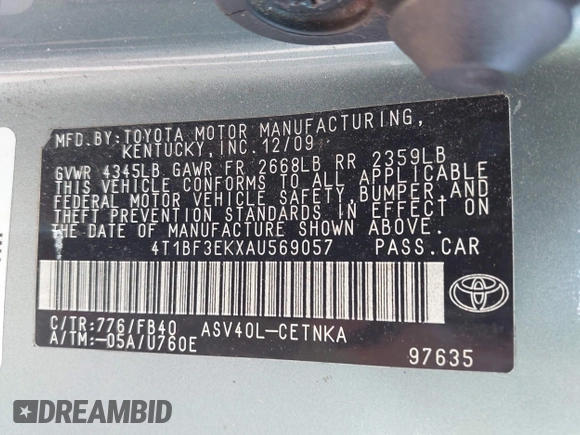 MFD.BY:TOYOTA MOTOR MANUFACTURING,
KENTUCKY, INC. 12/09
GVWR 4345LB GAWR FR 2668LB RR 2359LB
THIS VEHICLE CONFORMS TO ALL APPLICABLE
FEDERAL MOTOR VEHICLE SAFETY, BUMPER, AND
THEFT PREVENTION STANDARDS IN EFFECT ON
THE DATE OF MANUFACTURE SHOWN ABOVE.
4T1BF3EKXAU569057 PASS.CAR
C/TR:776/FB40 ASV40L-CETNKA
A/TM:-05A/U760E
97635
DREAMBID